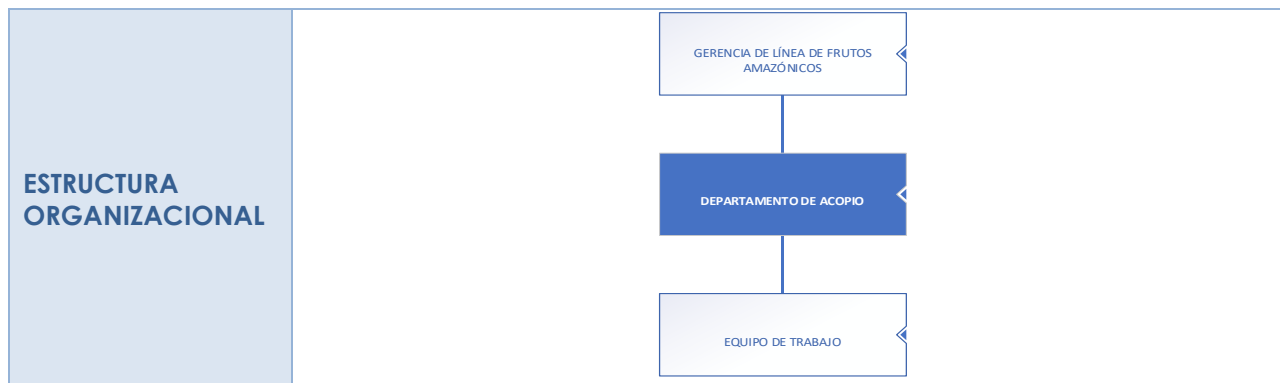 GERENCIA DE LÍNEA DE FRUTOS
AMAZÓNICOS
ESTRUCTURA
ORGANIZACIONAL
DEPARTAMENTO DE ACOPIO
EQUIPO DE TRABAJO